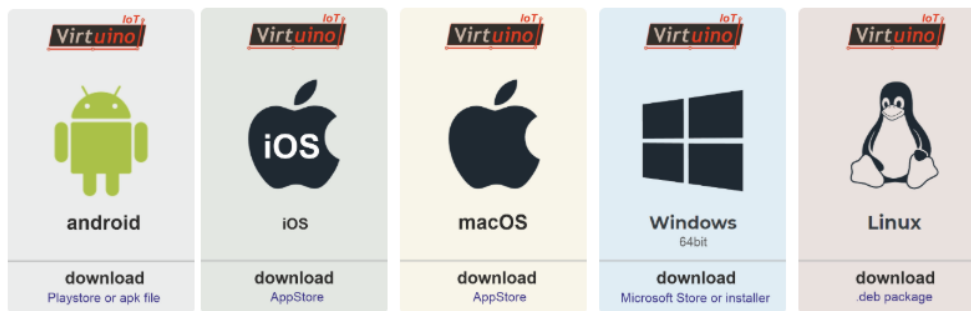 Virtuino IoT
android
download
Playstore or apk file
Virtuino IoT
iOS
iOS
download
AppStore
Virtuino IoT
macOS
download
AppStore
Virtuino IoT
Windows
64bit
download
Microsoft Store or installer
Virtuino IoT
Linux
download
.deb package